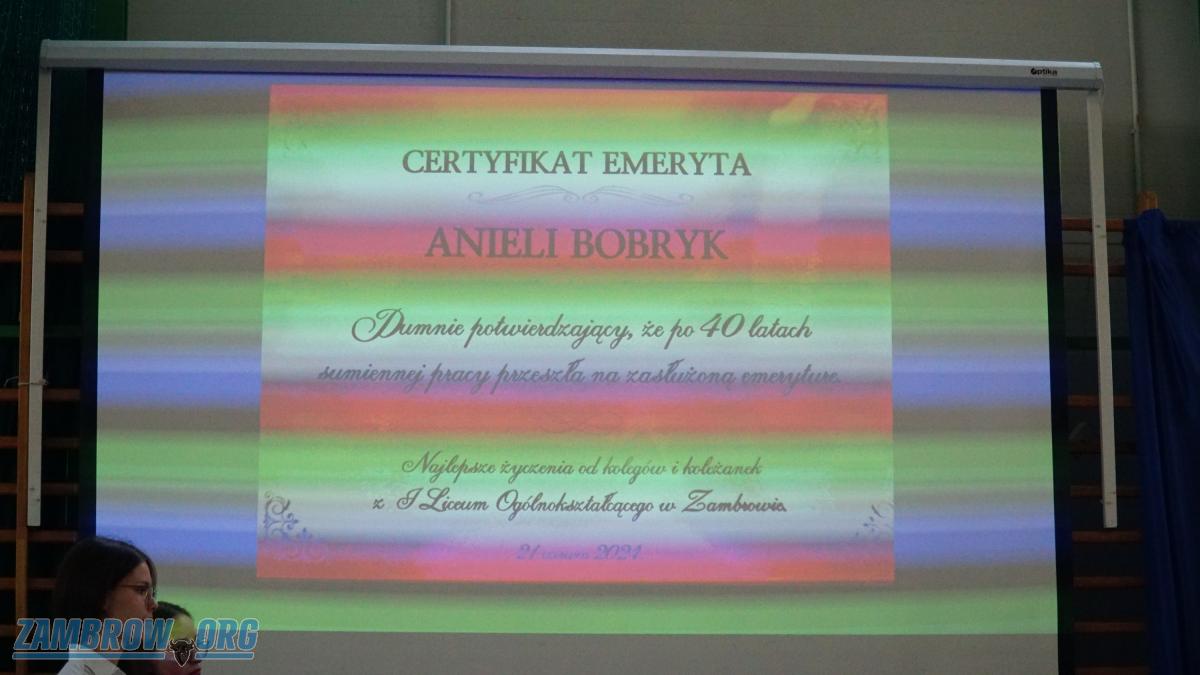 optika
CERTYFIKAT EMERYTA
ANIELI BOBRYK
Dumnie potwierdzający, że po 40 latach
sumiennej pracy przeszła na zasłużoną emeryturę.
Najlepsze życzenia od kolegów i koleżanek
z I Liceum Ogólnokształcącego w Zambrowie
21 czerwca 2024
ZAMBROW.ORG